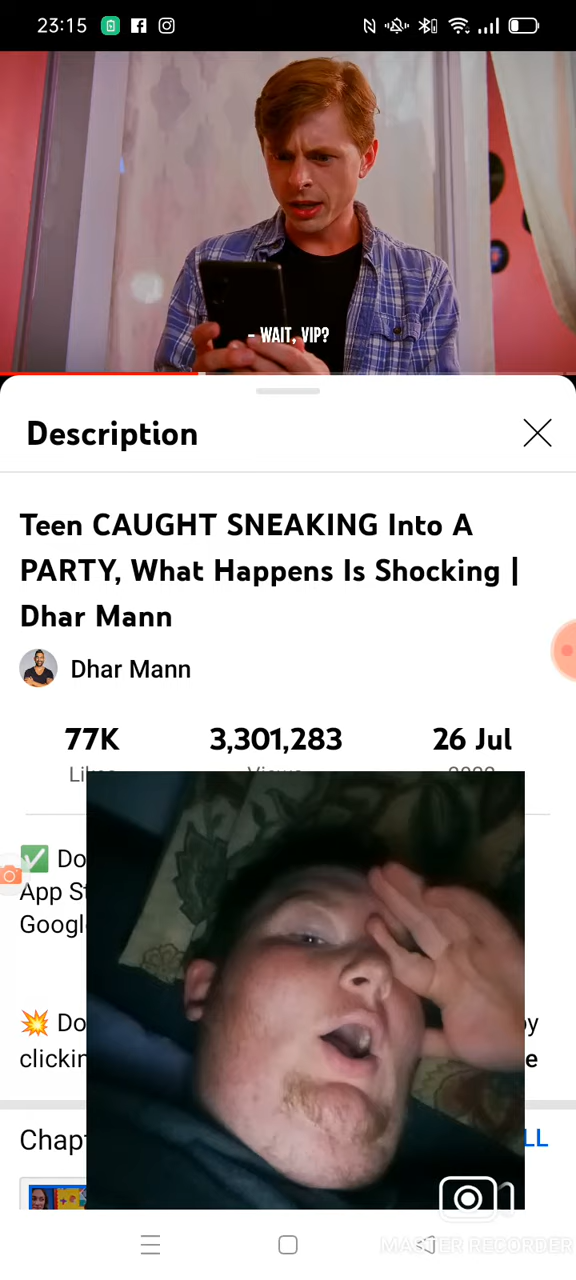 23:15
- WAIT, VIP?
Description
Teen CAUGHT SNEAKING Into A
PARTY, What Happens Is Shocking |
Dhar Mann
Dhar Mann
77K 3,301,283 26 Jul
✅ Do
App St
Googl
💥 Do y
clickin e
Chapt LL
MASTER RECORDER